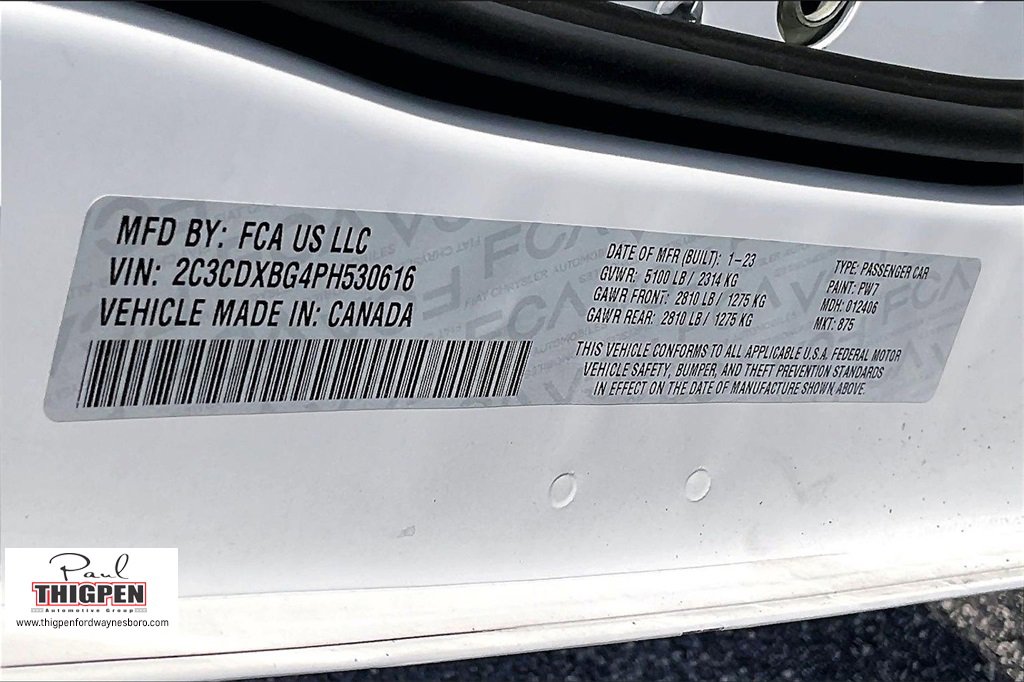 MFD BY: FCA US LLC
VIN: 2C3CDXBG4PH530616
VEHICLE MADE IN: CANADA
DATE OF MFR (BUILT): 1-23
GVWR: 5100 LB / 2314 KG
GAWR FRONT: 2810 LB / 1275 KG
GAWR REAR: 2810 LB / 1275 KG
TYPE: PASSENGER CAR
PAINT: PW7
MDH: 012406
MKT: 875
THIS VEHICLE CONFORMS TO ALL APPLICABLE U.S.A. FEDERAL MOTOR
VEHICLE SAFETY, BUMPER, AND THEFT PREVENTION STANDARDS
IN EFFECT ON THE DATE OF MANUFACTURE SHOWN ABOVE.
Paul
THIGPEN
Automotive Group
www.thigpenfordwaynesboro.com